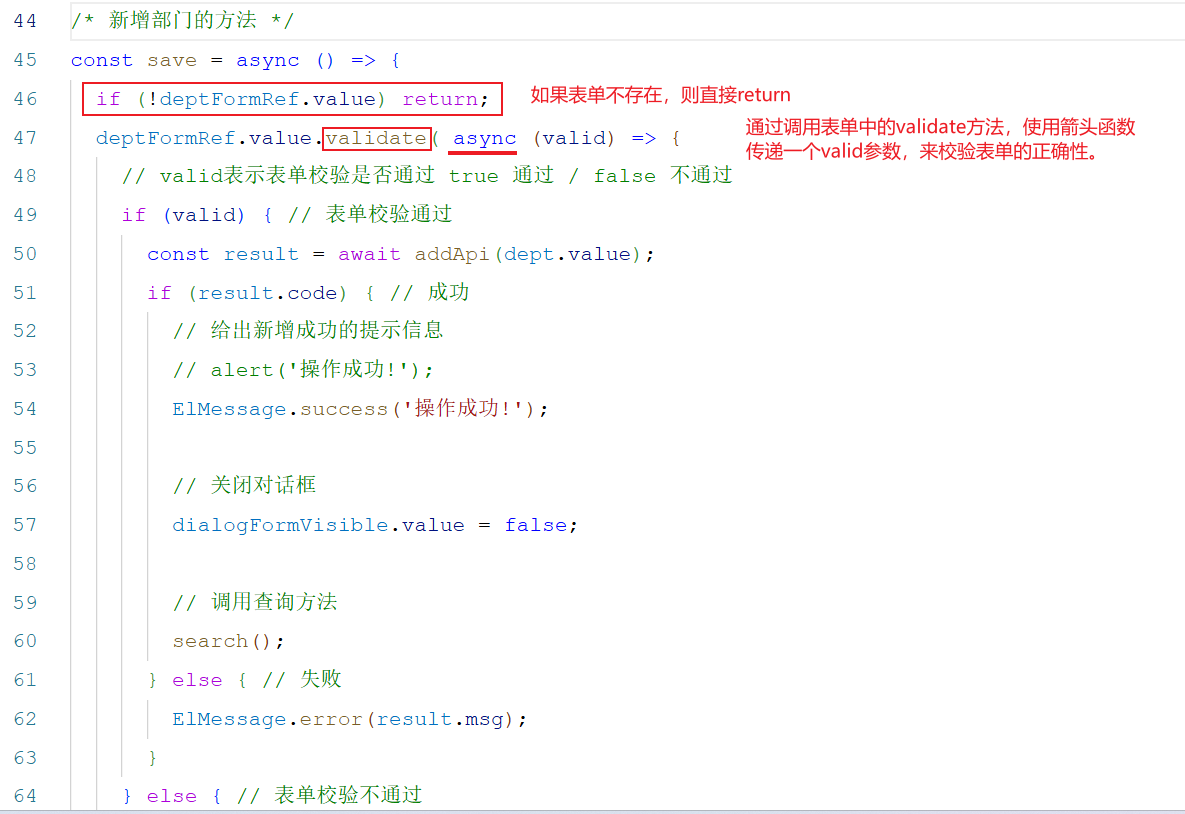 44 /* 新增部门的方法 */
45 const save = async () => {
46 if (!deptFormRef.value) return; 如果表单不存在，则直接return
47 deptFormRef.value.validate( async (valid) => { 通过调用表单中的validate方法，使用箭头函数
传递一个valid参数，来校验表单的正确性。
48 // valid表示表单校验是否通过 true 通过 / false 不通过
49 if (valid) { // 表单校验通过
50 const result = await addApi(dept.value);
51 if (result.code) { // 成功
52 // 给出新增成功的提示信息
53 // alert('操作成功!');
54 ElMessage.success('操作成功!');
55
56 // 关闭对话框
57 dialogFormVisible.value = false;
58
59 // 调用查询方法
60 search();
61 } else { // 失败
62 ElMessage.error(result.msg);
63 }
64 } else { // 表单校验不通过